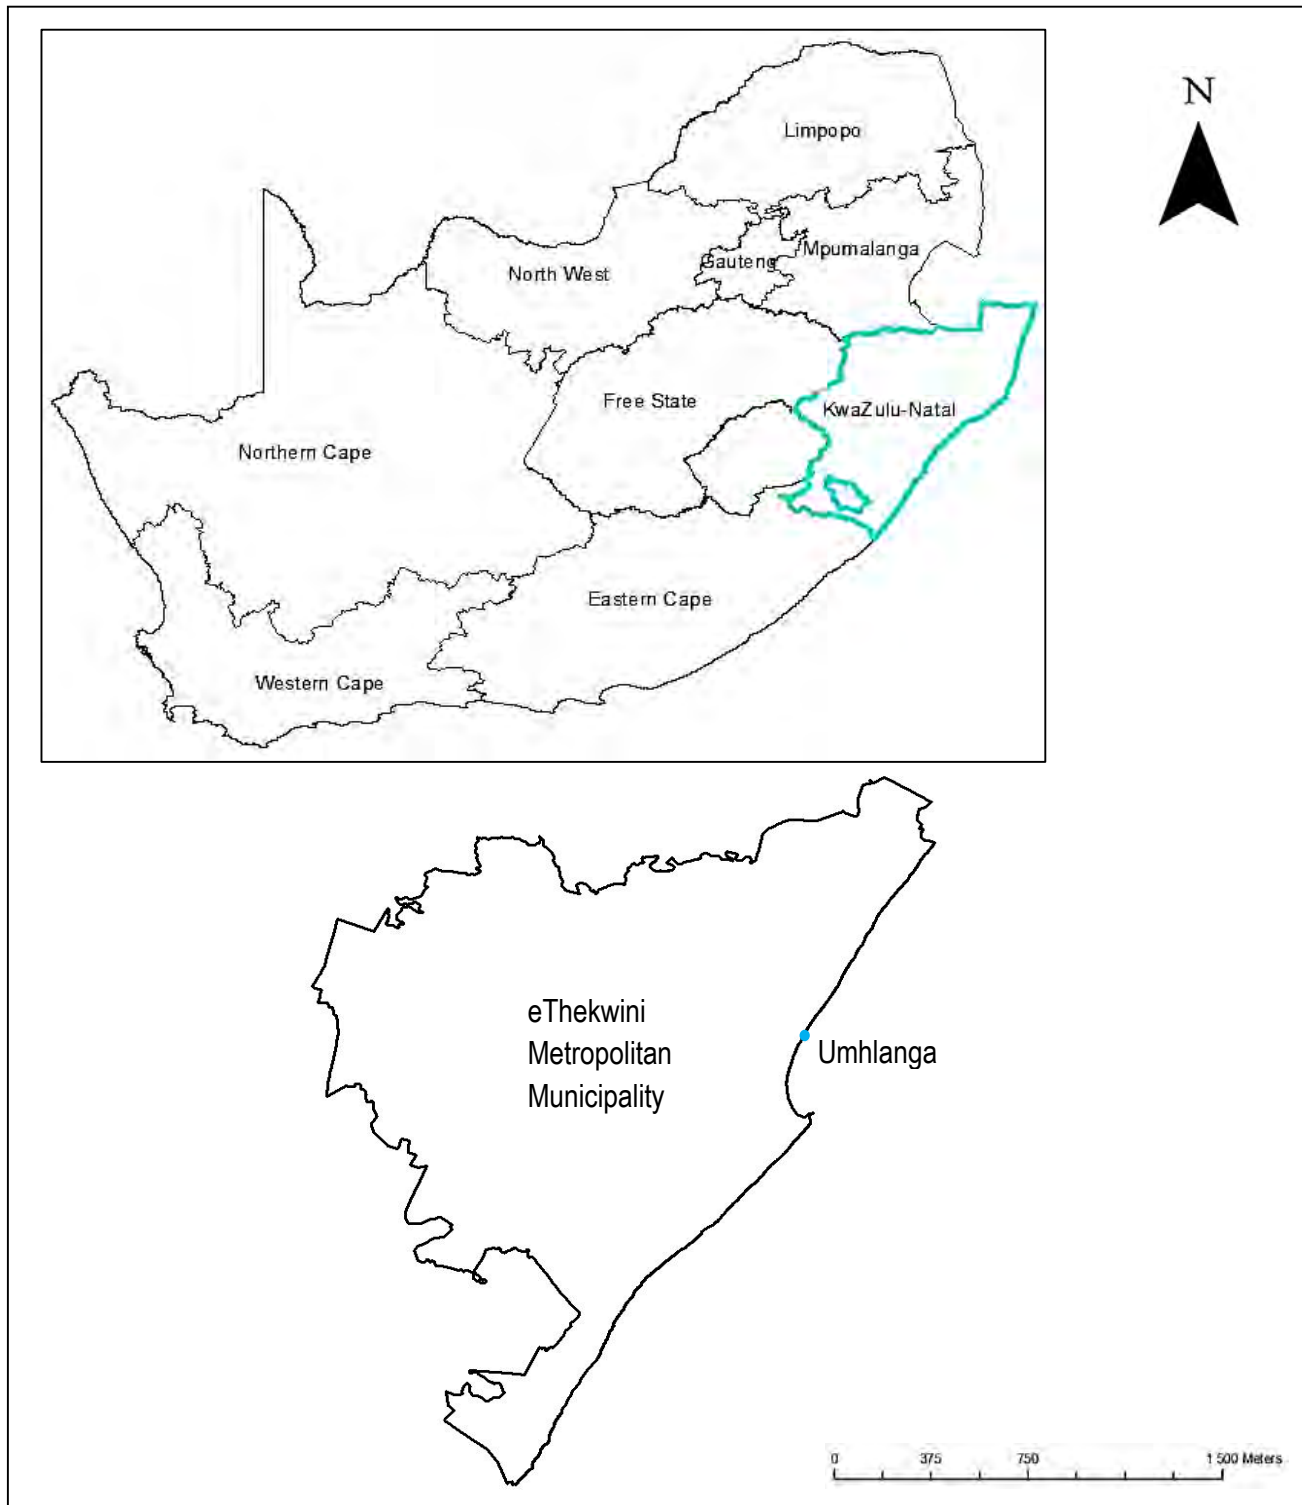 N
Limpopo
North West
Gauteng
Mpumalanga
Free State
KwaZulu-Natal
Northern Cape
Eastern Cape
Western Cape
eThekwini
Metropolitan
Municipality
Umhlanga
0 375 750 1 500 Meters